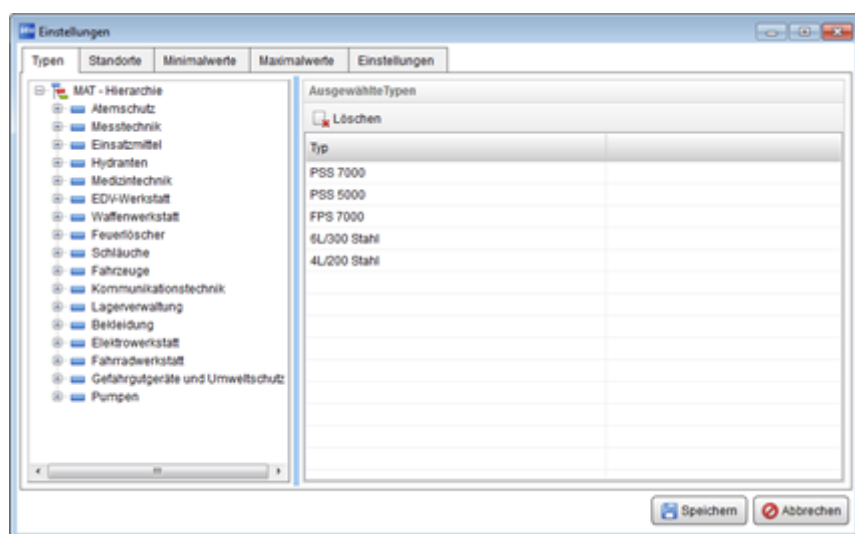 Einstellungen
Typen Standorte Minimalwerte Maximalwerte Einstellungen
MAT - Hierarchie
Atemschutz
Messtechnik
Einsatzmittel
Hydranten
Medizintechnik
EDV-Werkstatt
Waffenwerkstatt
Feuerlöscher
Schläuche
Fahrzeuge
Kommunikationstechnik
Lagerverwaltung
Bekleidung
Elektrowerkstatt
Fahrradwerkstatt
Gefahrgutgeräte und Umweltschutz
Pumpen
AusgewählteTypen
Löschen
Typ
PSS 7000
PSS 5000
FPS 7000
6L/300 Stahl
4L/200 Stahl
Speichern Abbrechen